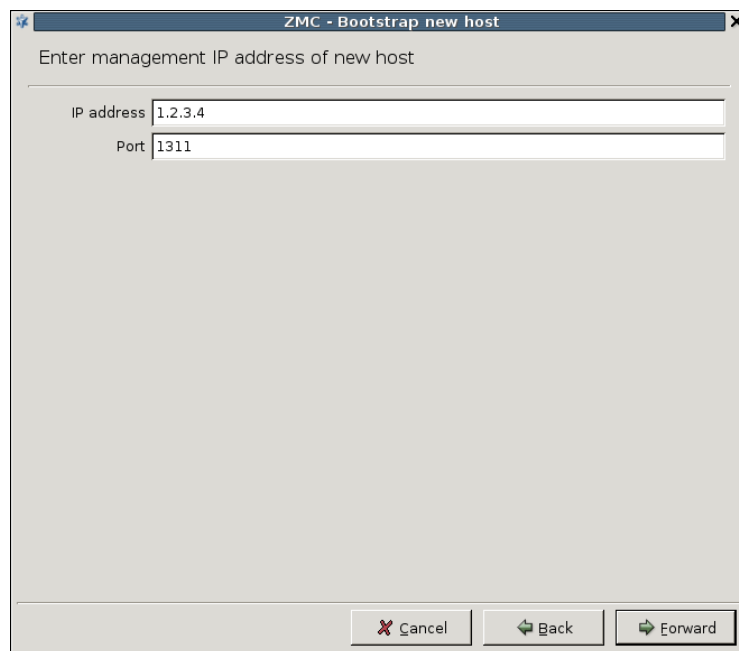 ZMC - Bootstrap new host
Enter management IP address of new host
IP address 1.2.3.4
Port 1311
Cancel Back Forward